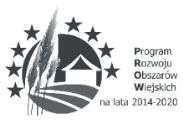 Program
Rozwoju
Obszarów
Wiejskich
na lata 2014-2020